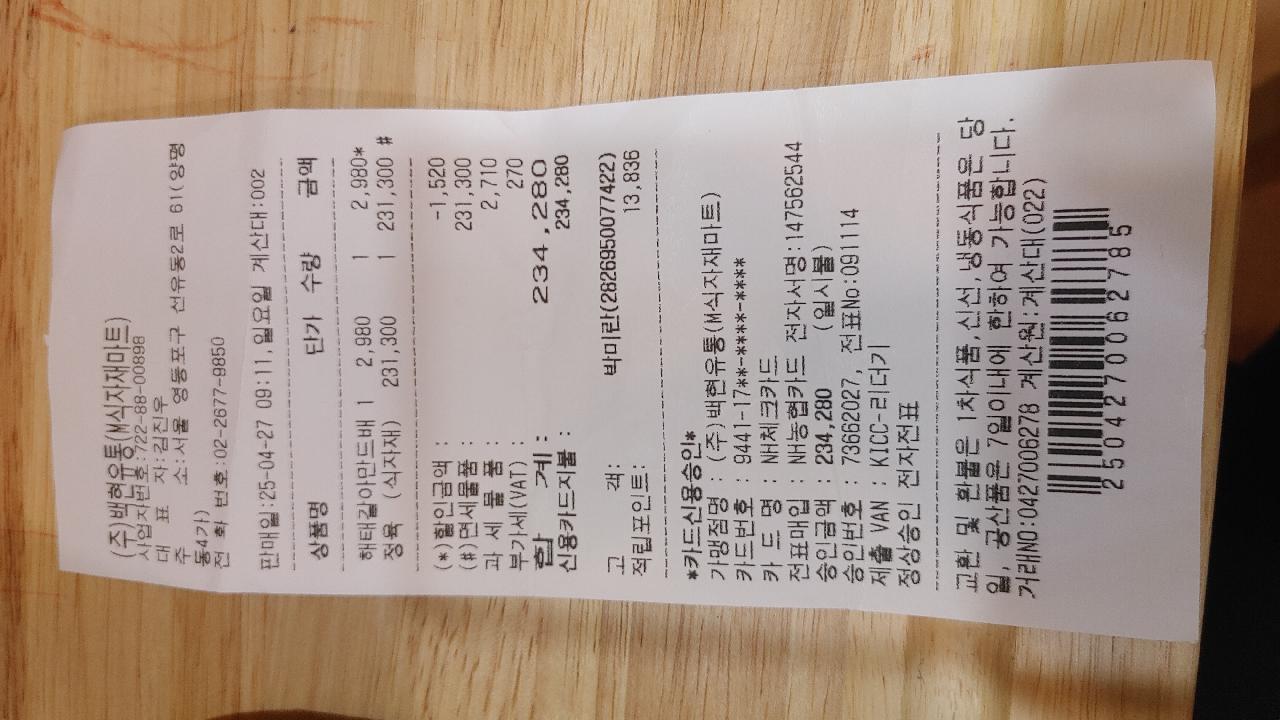 (주)백현유통(M식자재마트)
사업자번호:722-88-00898
대 표 자:김진우
주 소:서울 영등포구 선유동2로 61(양평
동4가)
전 화 번호:02-2677-9850
판매일:25-04-27 09:11,일요일 계산대:002
상품명 단가 수량 금액
해태갈아만든배 1 2,980 1 2,980*
정육 (식자재) 231,300 1 231,300 #
(*)할인금액 : -1,520
(#)면세물품 : 231,300
과 세 물 품 : 2,710
부가세(VAT) : 270
합 계: 234,280
신용카드지불: 234,280
고 객: 박미린(2826950077422)
적립포인트: 13,836
*카드신용승인*
가맹점명 : (주)백현유통(M식자재마트)
카드번호 : 9441-17**-****-****
카 드 명 : NH체크카드
전표매입 : NH농협카드 전자서명:147562544
승인금액 : 234,280 (일시불)
승인번호 : 73662027, 전표No:091114
제출 VAN : KICC-리더기
정상승인 전자전표
교환 및 환불은 1차식품,신선,냉동식품은 당
일, 공산품은 7일이내에 한하여 가능합니다.
거래NO:0427006278 계산원:계산대(022)
2504270062785